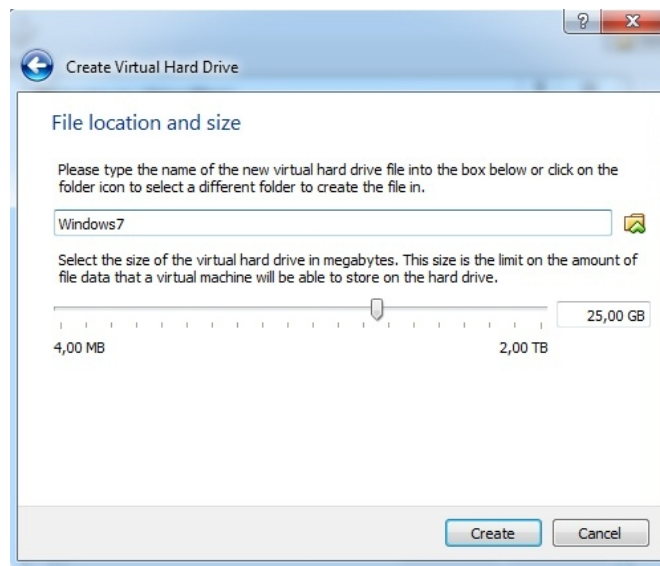 ?
Create Virtual Hard Drive
File location and size
Please type the name of the new virtual hard drive file into the box below or click on the
folder icon to select a different folder to create the file in.
Windows7
Select the size of the virtual hard drive in megabytes. This size is the limit on the amount of
file data that a virtual machine will be able to store on the hard drive.
25,00 GB
4,00 MB 2,00 TB
Create Cancel